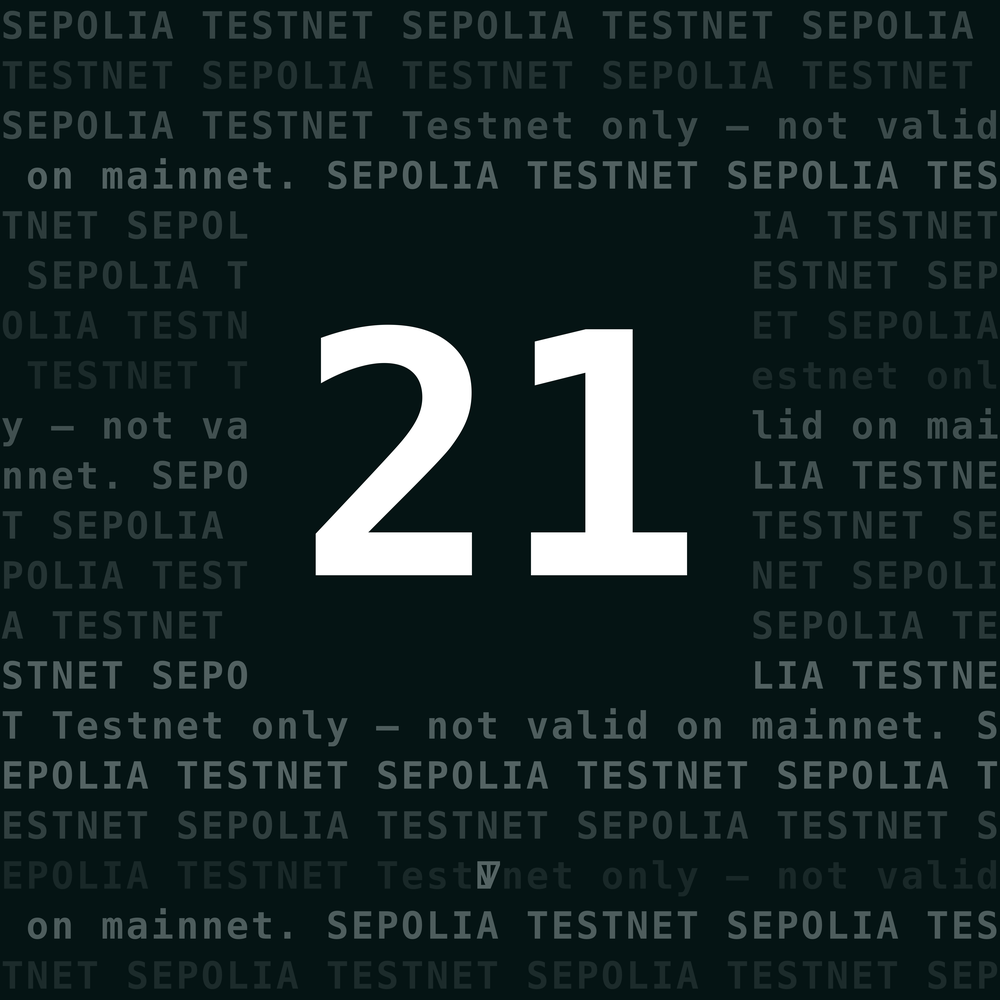 SEPOLIA TESTNET SEPOLIA TESTNET SEPOLIA
TESTNET SEPOLIA TESTNET SEPOLIA TESTNET
SEPOLIA TESTNET Testnet only — not valid
on mainnet. SEPOLIA TESTNET SEPOLIA TES
TNET SEPOL IA TESTNET
SEPOLIA T ESTNET SEP
OLIA TESTN ET SEPOLIA
TESTNET T estnet onl
y — not va lid on mai
nnet. SEPO LIA TESTNE
T SEPOLIA TESTNET SE
POLIA TEST NET SEPOLI
A TESTNET SEPOLIA TE
STNET SEPO LIA TESTNE
21
T Testnet only — not valid on mainnet. S
EPOLIA TESTNET SEPOLIA TESTNET SEPOLIA T
ESTNET SEPOLIA TESTNET SEPOLIA TESTNET S
EPOLIA TESTNET Test net only — not valid
on mainnet. SEPOLIA TESTNET SEPOLIA TES
TNET SEPOLIA TESTNET SEPOLIA TESTNET SEP